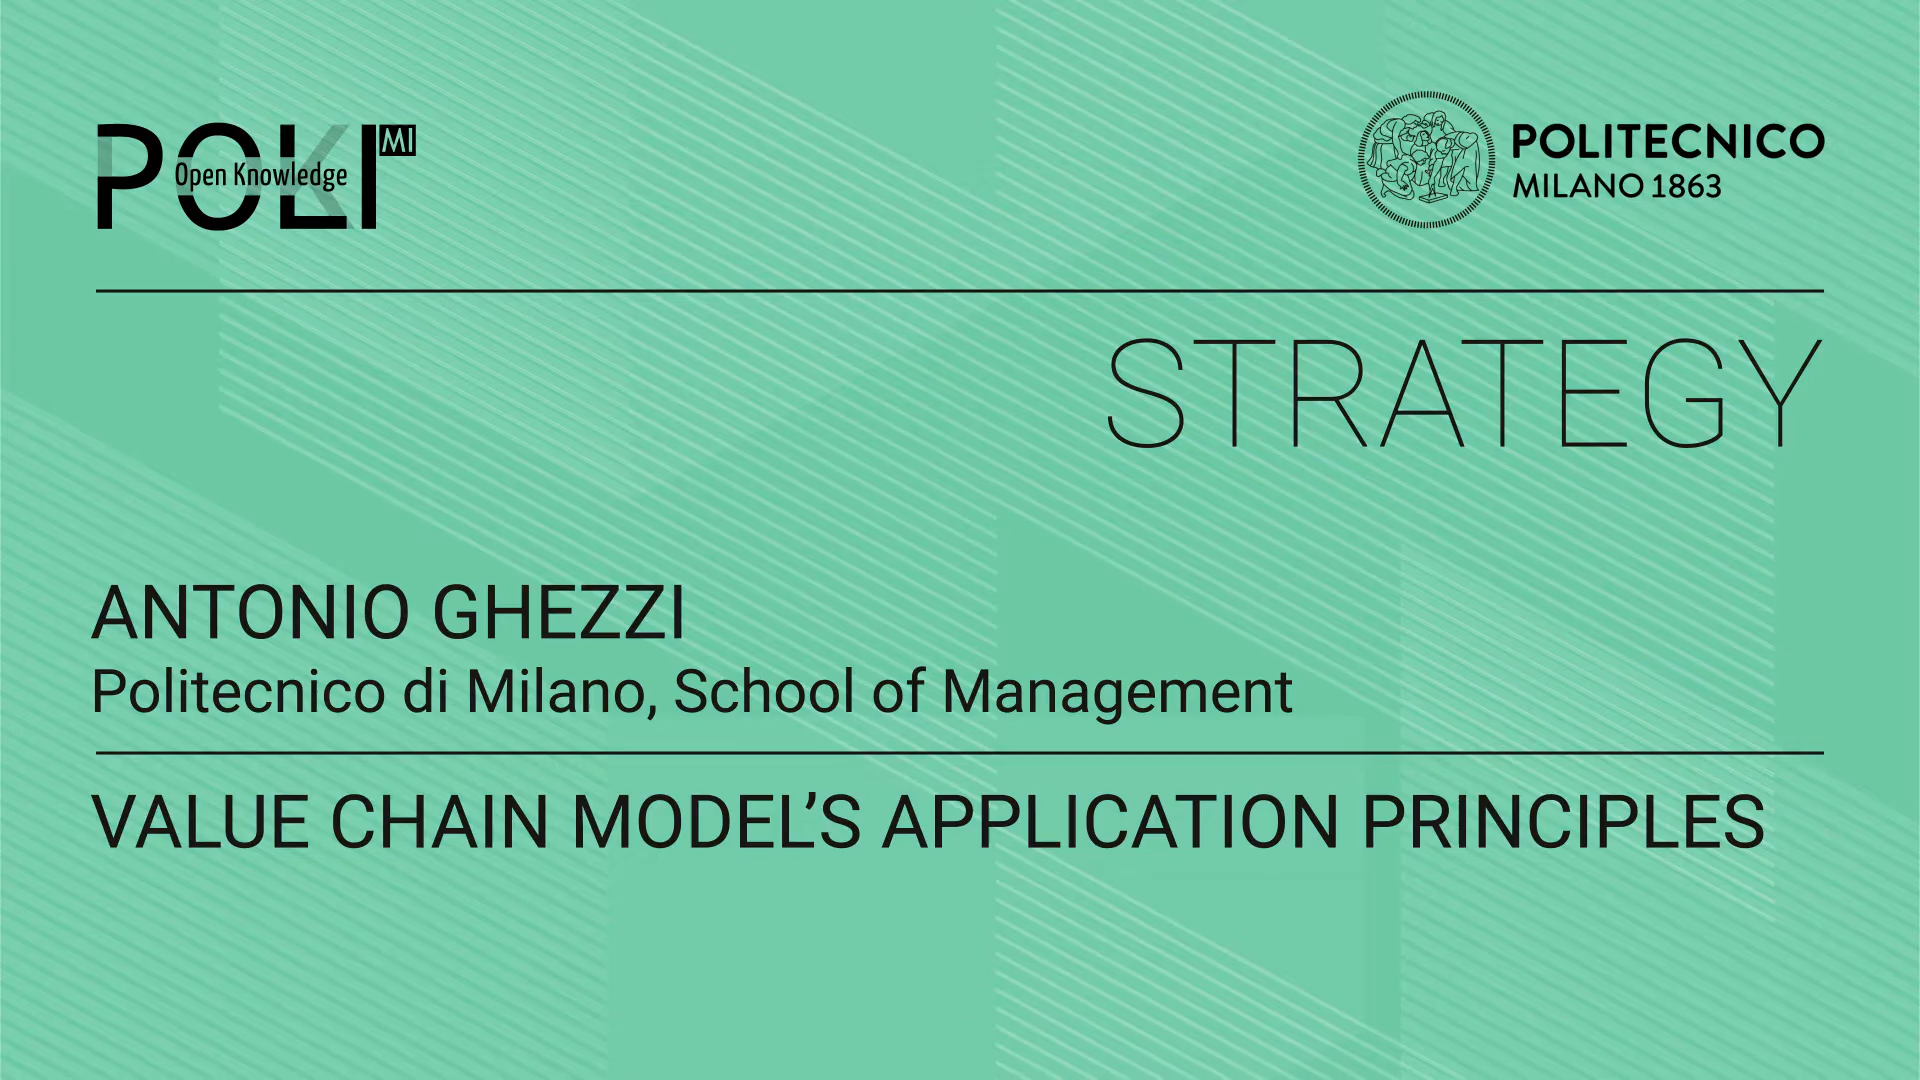 POLI MI
Open Knowledge
POLITECNICO
MILANO 1863
STRATEGY
ANTONIO GHEZZI
Politecnico di Milano, School of Management
VALUE CHAIN MODEL’S APPLICATION PRINCIPLES